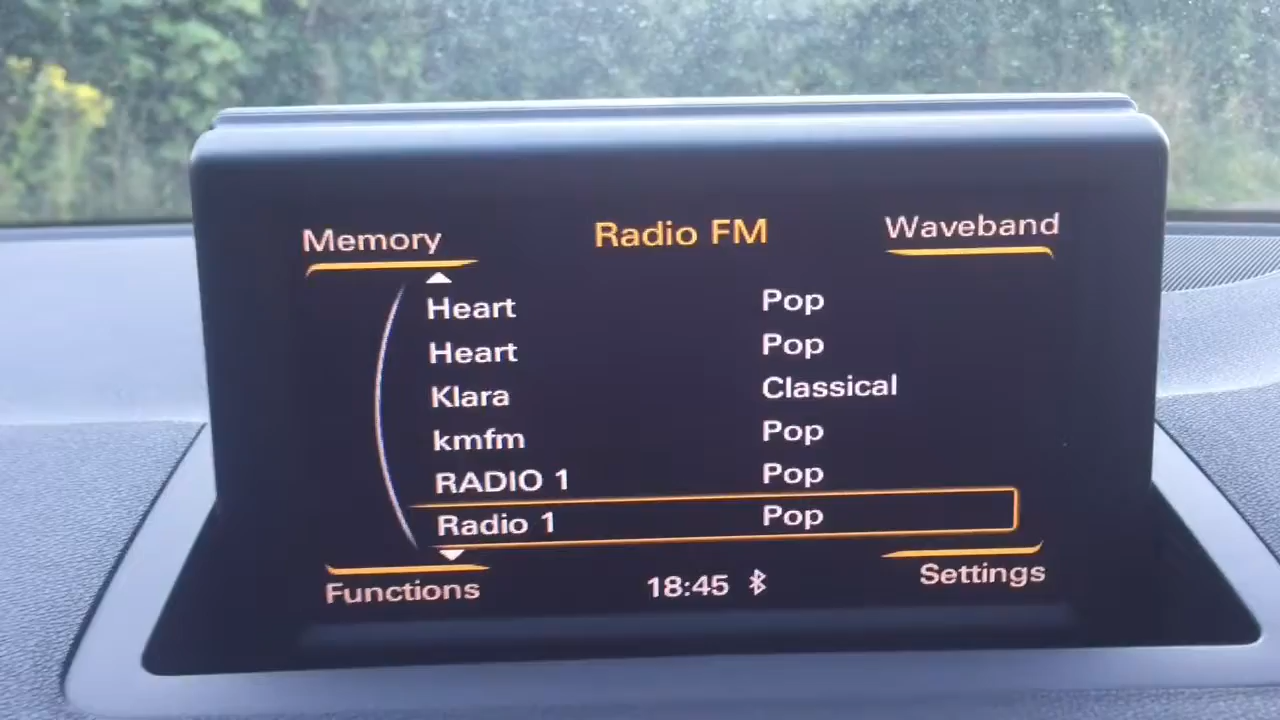 Memory Radio FM Waveband
Heart Pop
Heart Pop
Klara Classical
kmfm Pop
RADIO 1 Pop
Radio 1 Pop
Functions 18:45 Settings